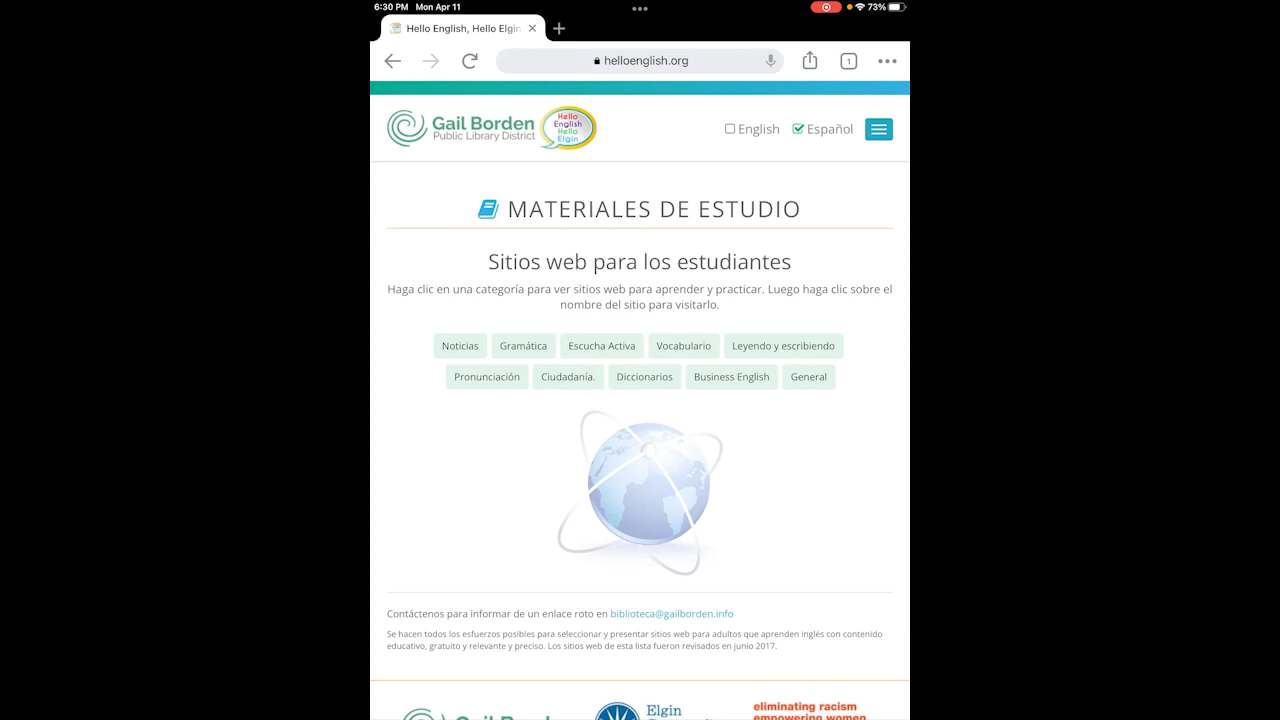 6:30 PM Mon Apr 11
73%
Hello English, Hello Elgin
helloenglish.org
1
Gail Borden
Public Library District
Hello
English
Hello
Elgin
English
Español
MATERIALES DE ESTUDIO
Sitios web para los estudiantes
Haga clic en una categoría para ver sitios web para aprender y practicar. Luego haga clic sobre el
nombre del sitio para visitarlo.
Noticias Gramática Escucha Activa Vocabulario Leyendo y escribiendo
Pronunciación Ciudadanía. Diccionarios Business English General
Contáctenos para informar de un enlace roto en biblioteca@gailborden.info
Se hacen todos los esfuerzos posibles para seleccionar y presentar sitios web para adultos que aprenden inglés con contenido
educativo, gratuito y relevante y preciso. Los sitios web de esta lista fueron revisados en junio 2017.
Gail Borden
Elgin
eliminating racism
empowering women